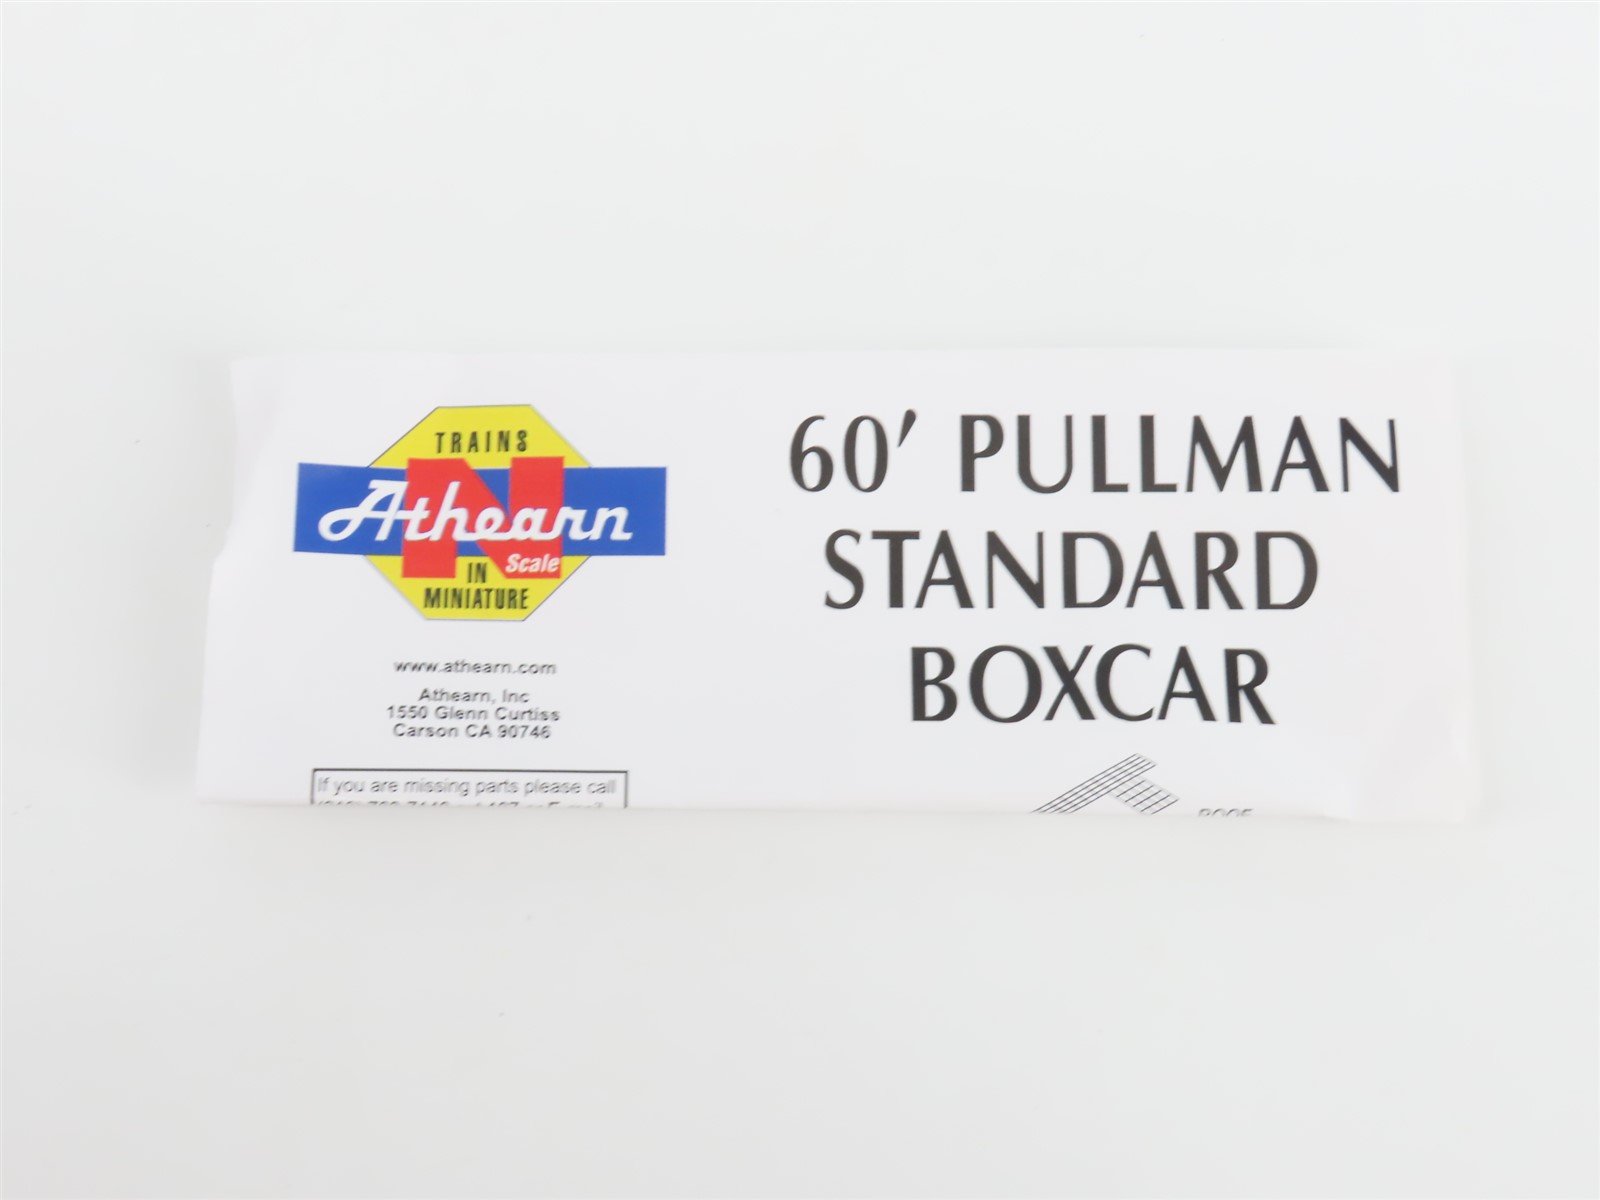 TRAINS
N
Athearn
Scale
IN
MINIATURE
www.athearn.com
Athearn, Inc
1550 Glenn Curtiss
Carson CA 90746
If you are missing parts please call
60' PULLMAN
STANDARD
BOXCAR